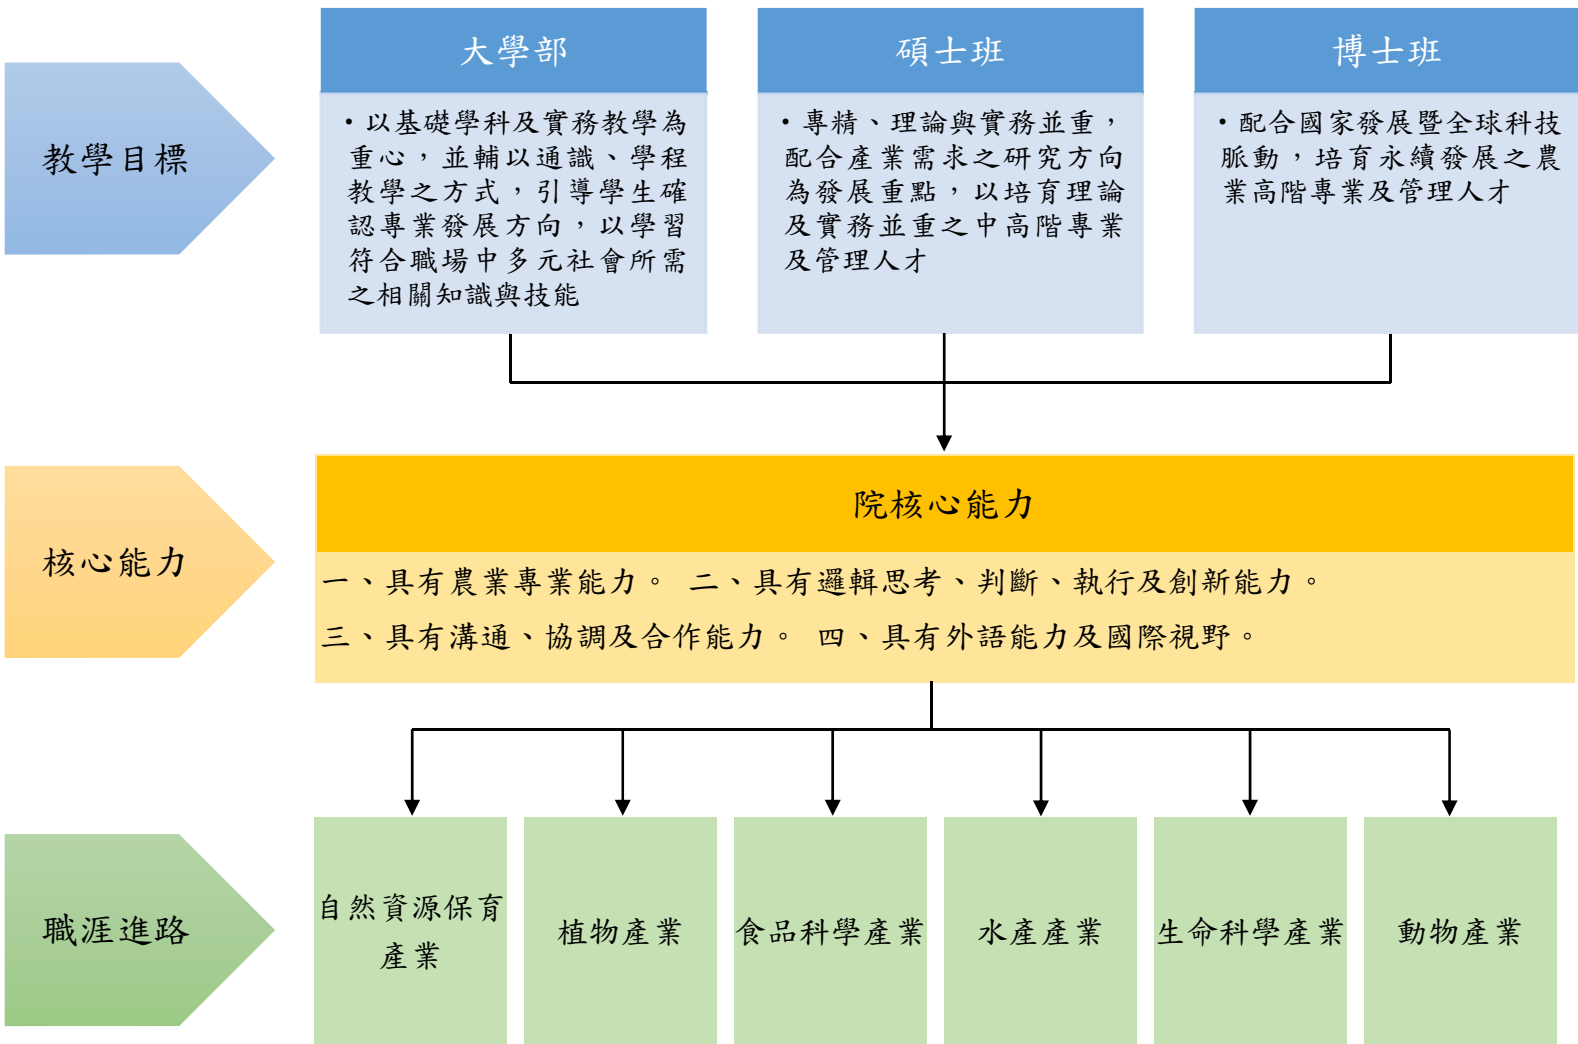 教學目標
大學部
・以基礎學科及實務教學為
重心，並輔以通識、學程
教學之方式，引導學生確
認專業發展方向，以學習
符合職場中多元社會所需
之相關知識與技能
碩士班
・專精、理論與實務並重，
配合產業需求之研究方向
為發展重點，以培育理論
及實務並重之中高階專業
及管理人才
博士班
・配合國家發展暨全球科技
脈動，培育永續發展之農
業高階專業及管理人才
核心能力
院核心能力
一、具有農業專業能力。 二、具有邏輯思考、判斷、執行及創新能力。
三、具有溝通、協調及合作能力。 四、具有外語能力及國際視野。
職涯進路
自然資源保育
產業
植物產業
食品科學產業
水產產業
生命科學產業
動物產業